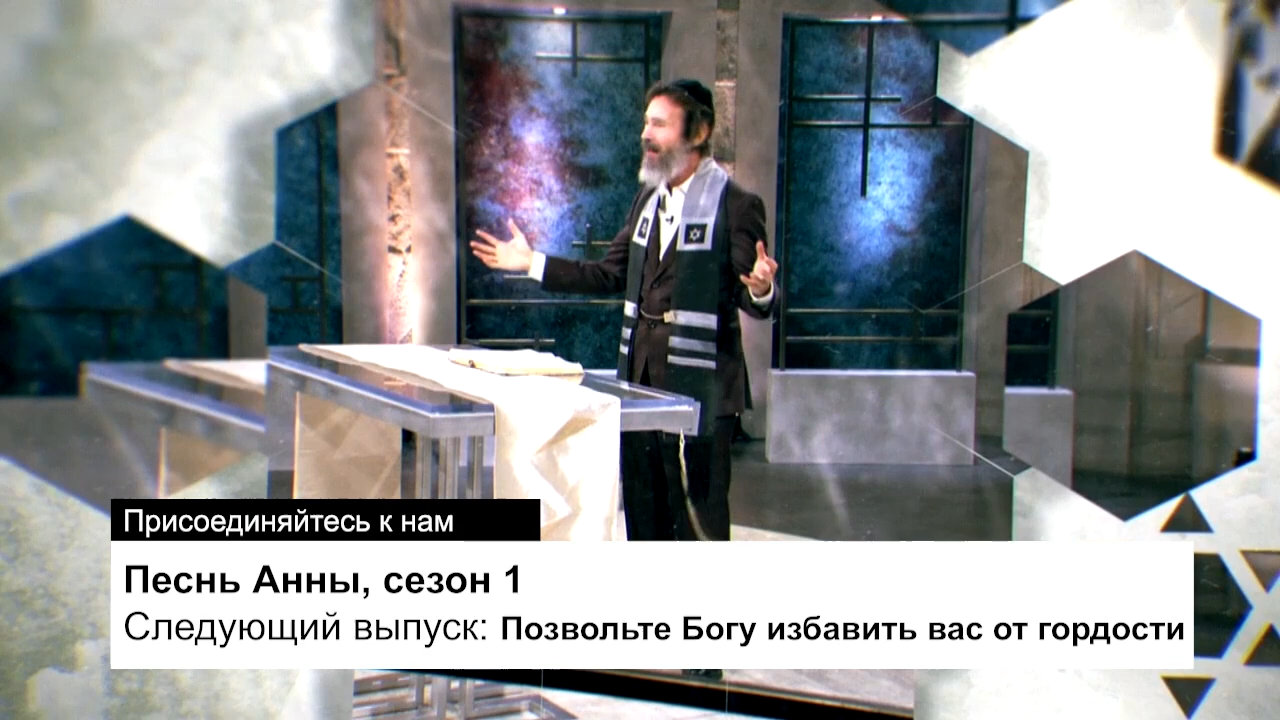 Присоединяйтесь к нам
Песнь Анны, сезон 1
Следующий выпуск: Позвольте Богу избавить вас от гордости